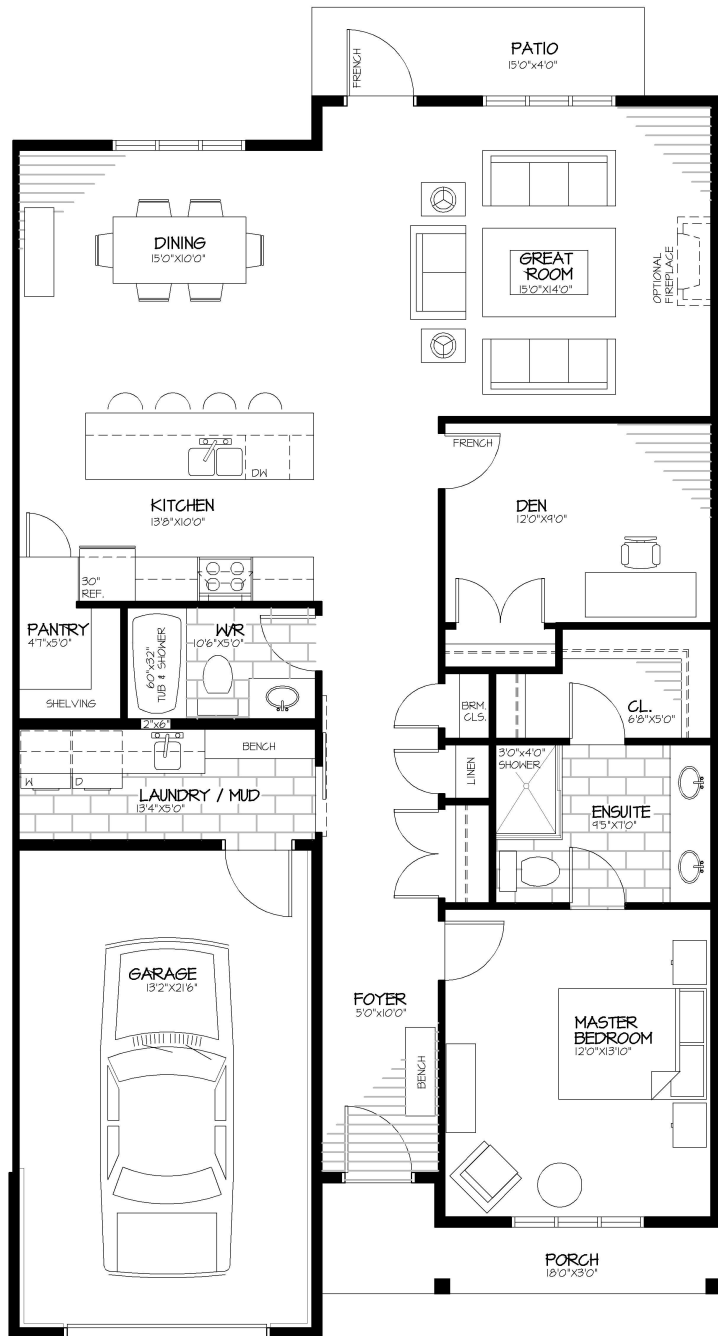 PATIO
15'0"x4'0"
FRENCH
DINING
15'0"X10'0"
GREAT
ROOM
15'0"X14'0"
OPTIONAL
FIREPLACE
FRENCH
DW
KITCHEN
13'8"X10'0"
DEN
12'0"X9'0"
30"
REF.
PANTRY
4'7"x5'0"
SHELVING
60"x32"
TUB & SHOWER
W/R
10'6"X5'0"
2"x6"
BRM.
CLS.
CL.
6'8"X5'0"
BENCH
W
D
LAUNDRY / MUD
13'4"X5'0"
LINEN
3'0"x4'0"
SHOWER
ENSUITE
9'5"X7'0"
GARAGE
13'2"X21'6"
FOYER
5'0"x10'0"
BENCH
MASTER
BEDROOM
12'0"X13'10"
PORCH
18'0"X3'0"